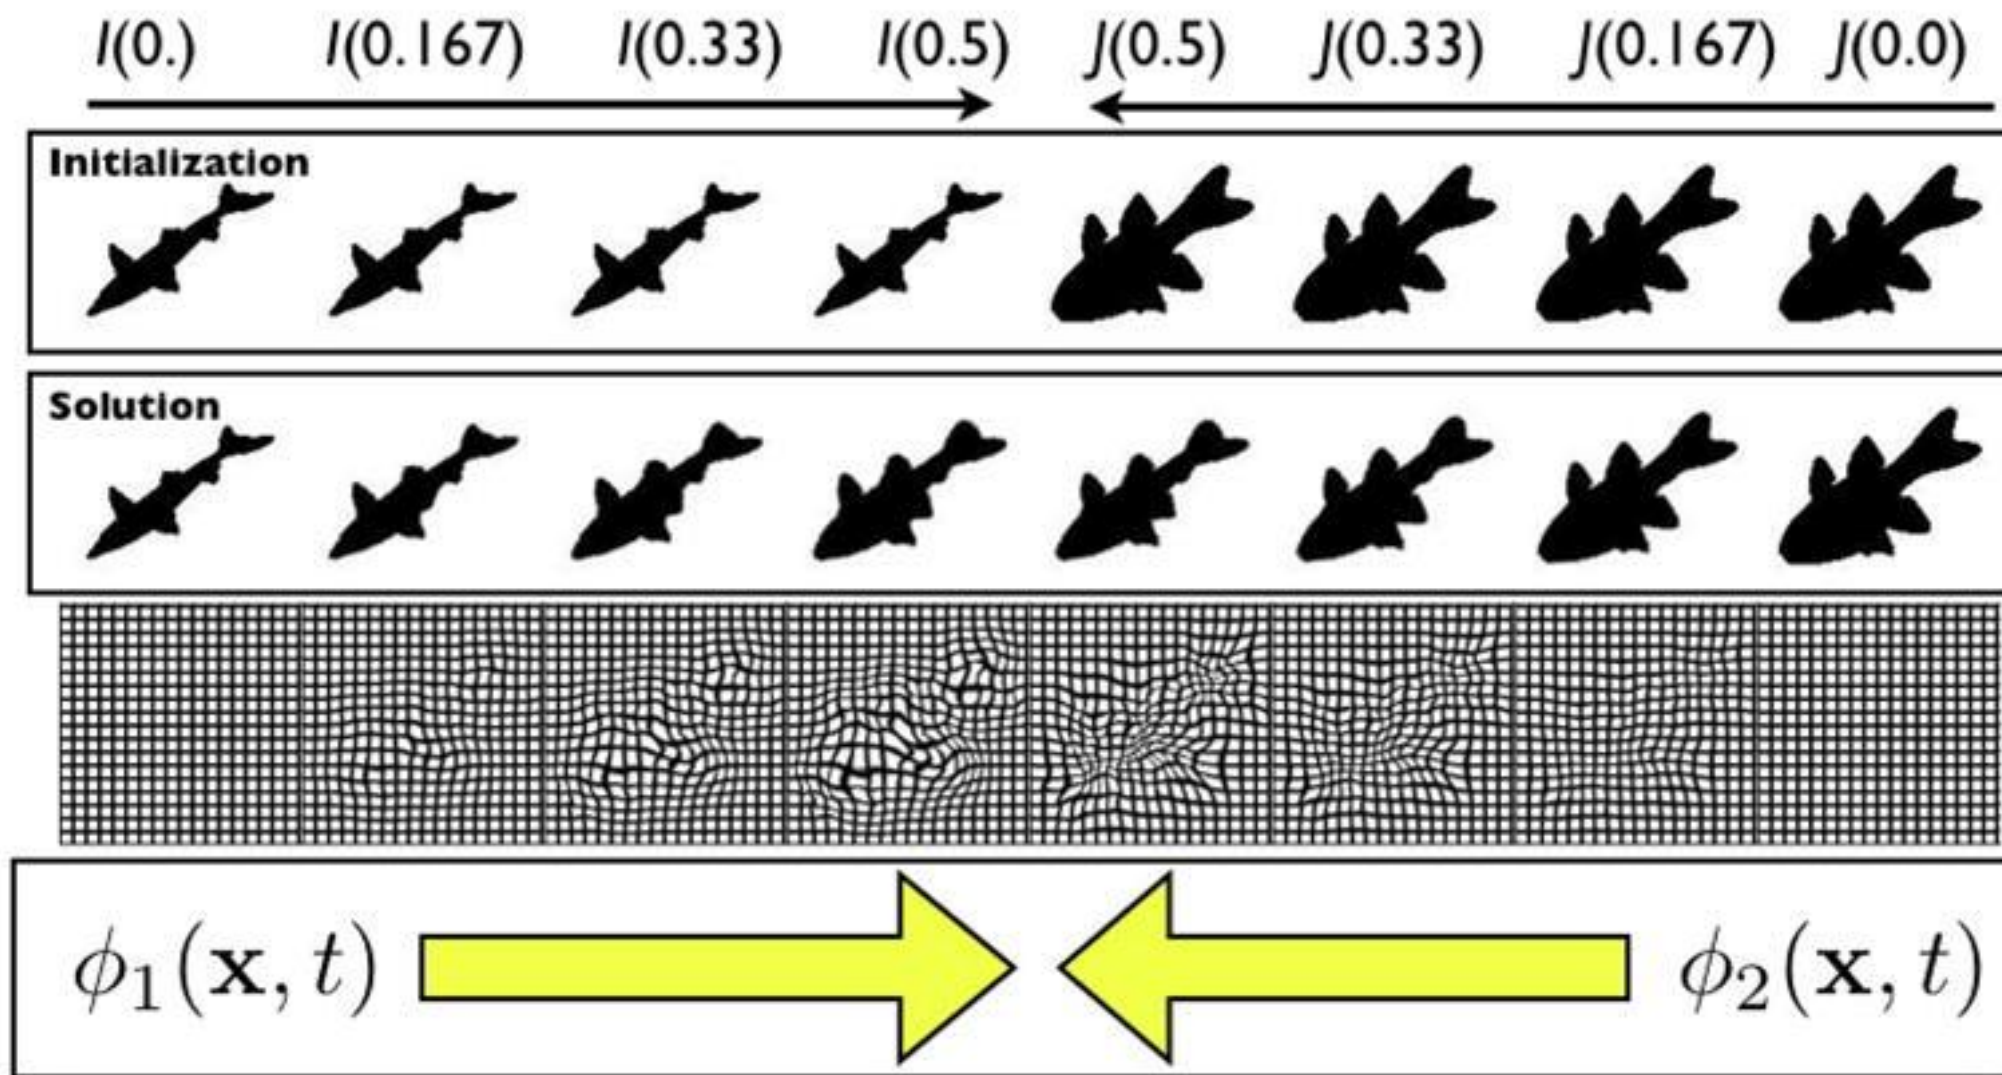 I(0.) I(0.167) I(0.33) I(0.5) J(0.5) J(0.33) J(0.167) J(0.0)
Initialization
Solution
ϕ₁(x, t) ϕ₂(x, t)